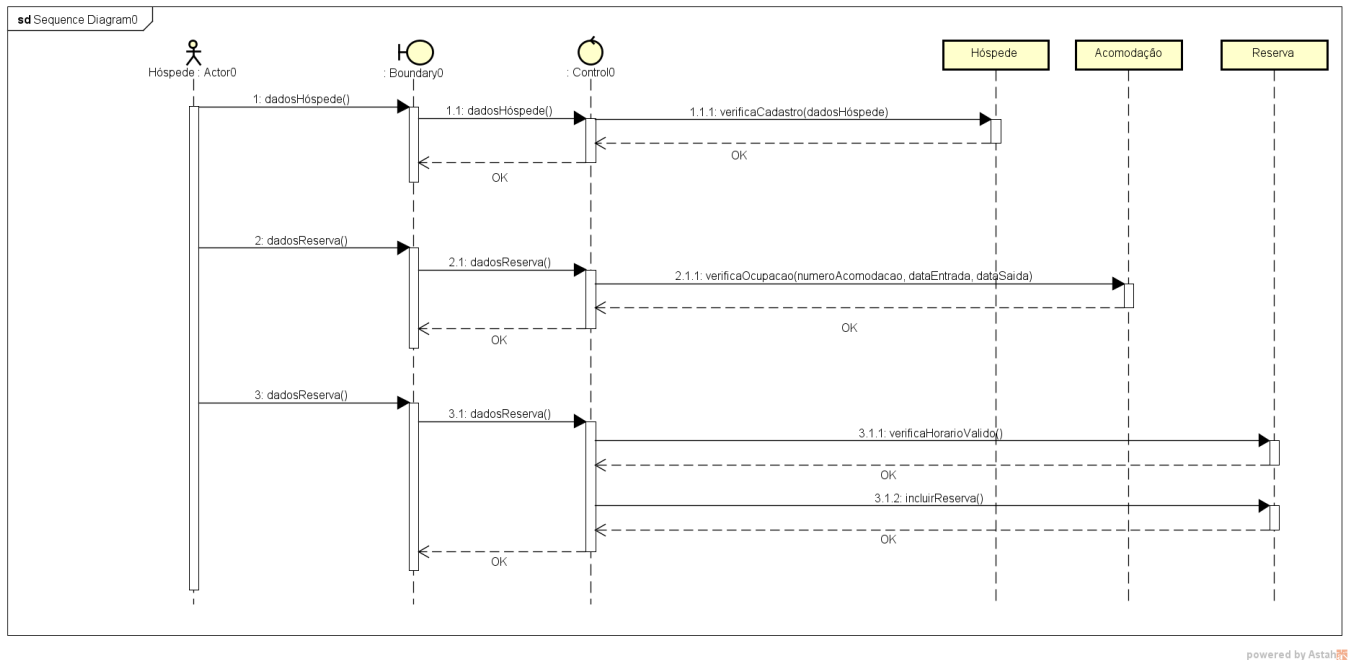 sd Sequence Diagram0
Hóspede : Actor0
: Boundary0
: Control0
Hóspede
Acomodação
Reserva
1: dadosHóspede()
1.1: dadosHóspede()
1.1.1: verificaCadastro(dadosHóspede)
OK
OK
2: dadosReserva()
2.1: dadosReserva()
2.1.1: verificaOcupacao(numeroAcomodacao, dataEntrada, dataSaida)
OK
OK
3: dadosReserva()
3.1: dadosReserva()
3.1.1: verificaHorarioValido()
OK
3.1.2: incluirReserva()
OK
OK
powered by Astah